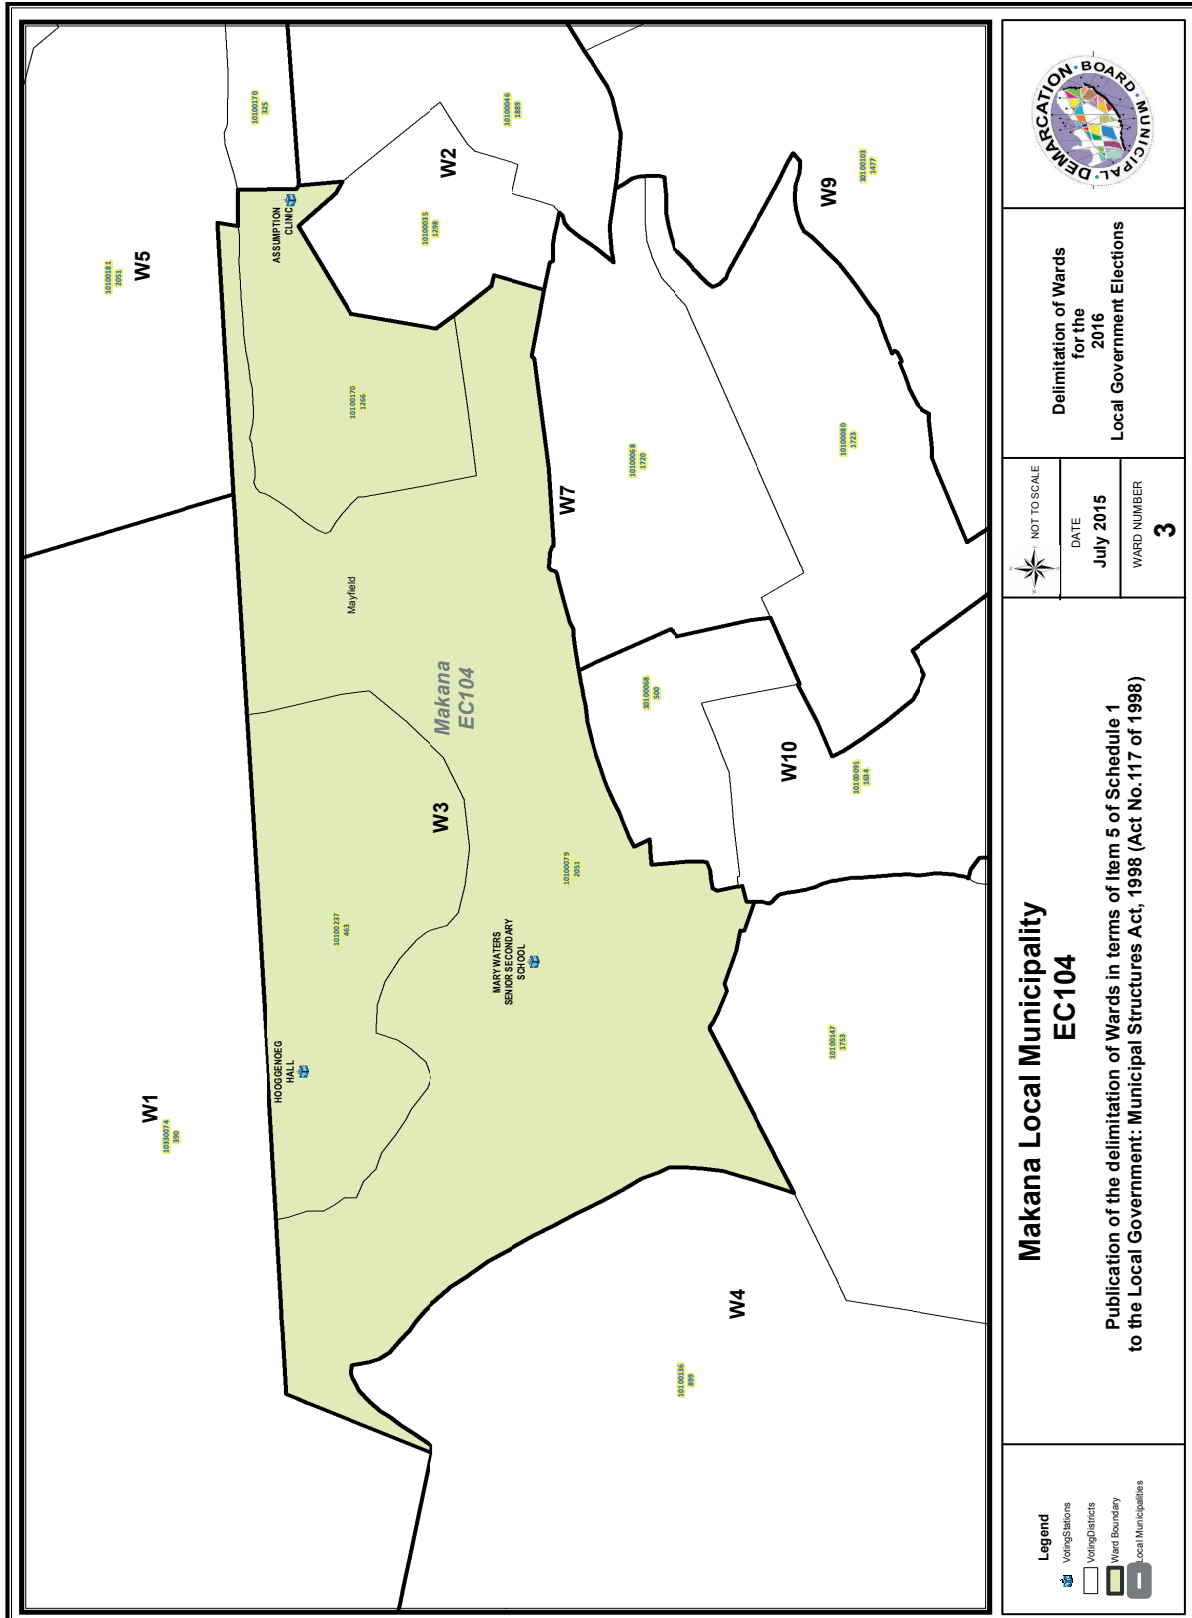 W1
10330074
390
W5
10100181
2051
10100170
325
ASSUMPTION
CLINIC
W2
10100046
1889
10100035
1298
10100170
1266
Mayfield
Makana
EC104
W3
10100237
463
HOOGGENOEG
HALL
MARY WATERS
SENIOR SECONDARY
SCHOOL
10100079
2051
W7
10100068
1720
W9
10100103
1477
10100080
1723
10100068
500
W10
10100091
1634
10100147
1753
W4
10100136
899
Legend
VotingStations
VotingDistricts
Ward Boundary
Local Municipalities
Makana Local Municipality
EC104
Publication of the delimitation of Wards in terms of Item 5 of Schedule 1
to the Local Government: Municipal Structures Act, 1998 (Act No.117 of 1998)
NOT TO SCALE
DATE
July 2015
WARD NUMBER
3
Delimitation of Wards
for the
2016
Local Government Elections
MUNICIPAL • DEMARCATION • BOARD •